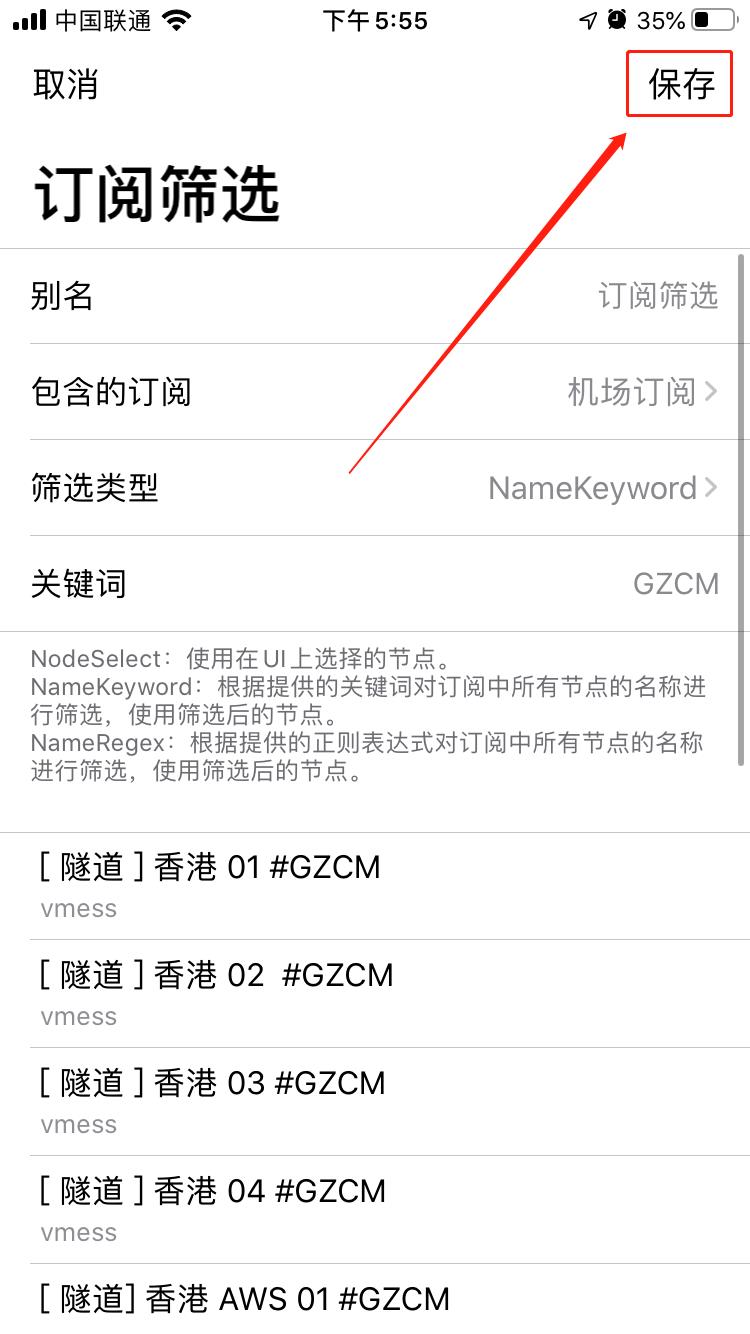 中国联通 下午5:55 35%
取消 保存
订阅筛选
别名 订阅筛选
包含的订阅 机场订阅
筛选类型 NameKeyword
关键词 GZCM
NodeSelect：使用在UI上选择的节点。
NameKeyword：根据提供的关键词对订阅中所有节点的名称进
行筛选，使用筛选后的节点。
NameRegex：根据提供的正则表达式对订阅中所有节点的名称
进行筛选，使用筛选后的节点。
[ 隧道 ] 香港 01 #GZCM
vmess
[ 隧道 ] 香港 02 #GZCM
vmess
[ 隧道 ] 香港 03 #GZCM
vmess
[ 隧道 ] 香港 04 #GZCM
vmess
[ 隧道] 香港 AWS 01 #GZCM